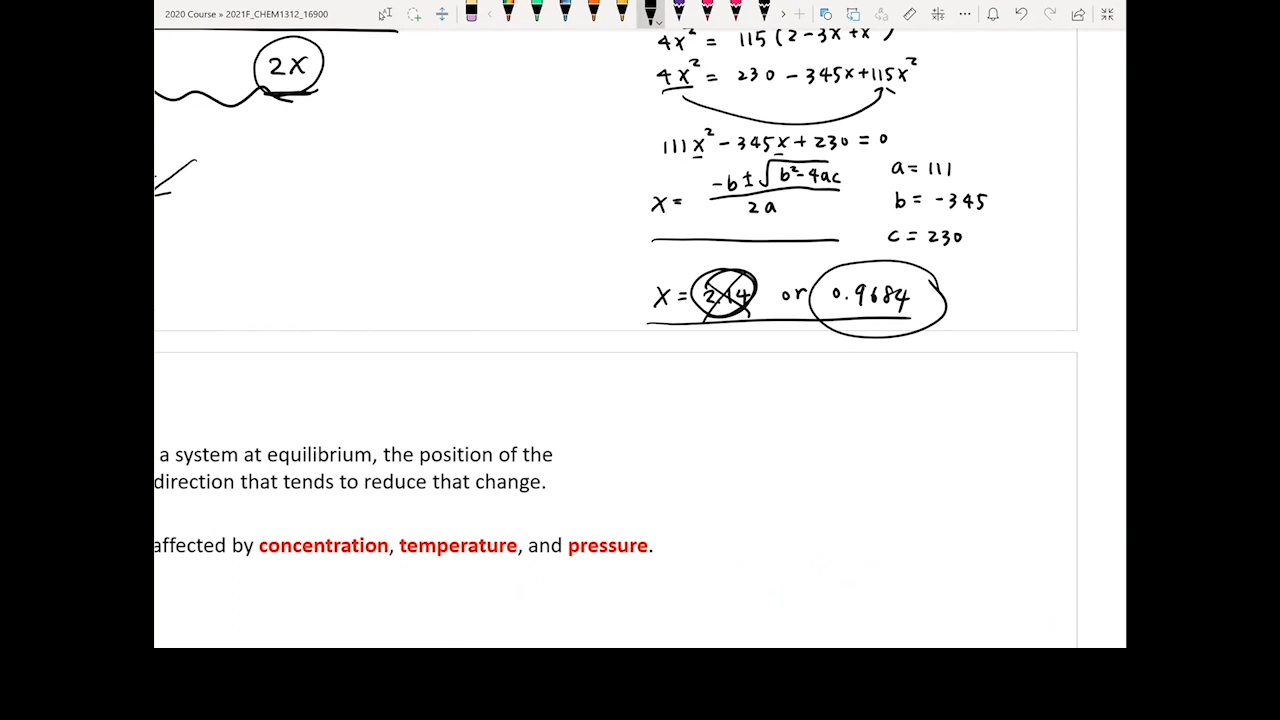 2020 Course » 2021F_CHEM1312_16900
2X
4x² = 115 (2 - 3x + x²)
4x² = 230 - 345x + 115x²
111x² - 345x + 230 = 0
x = -b ± √b² - 4ac
2a
a = 111
b = -345
c = 230
x = 2.14 or 0.9684
a system at equilibrium, the position of the
direction that tends to reduce that change.
affected by concentration, temperature, and pressure.